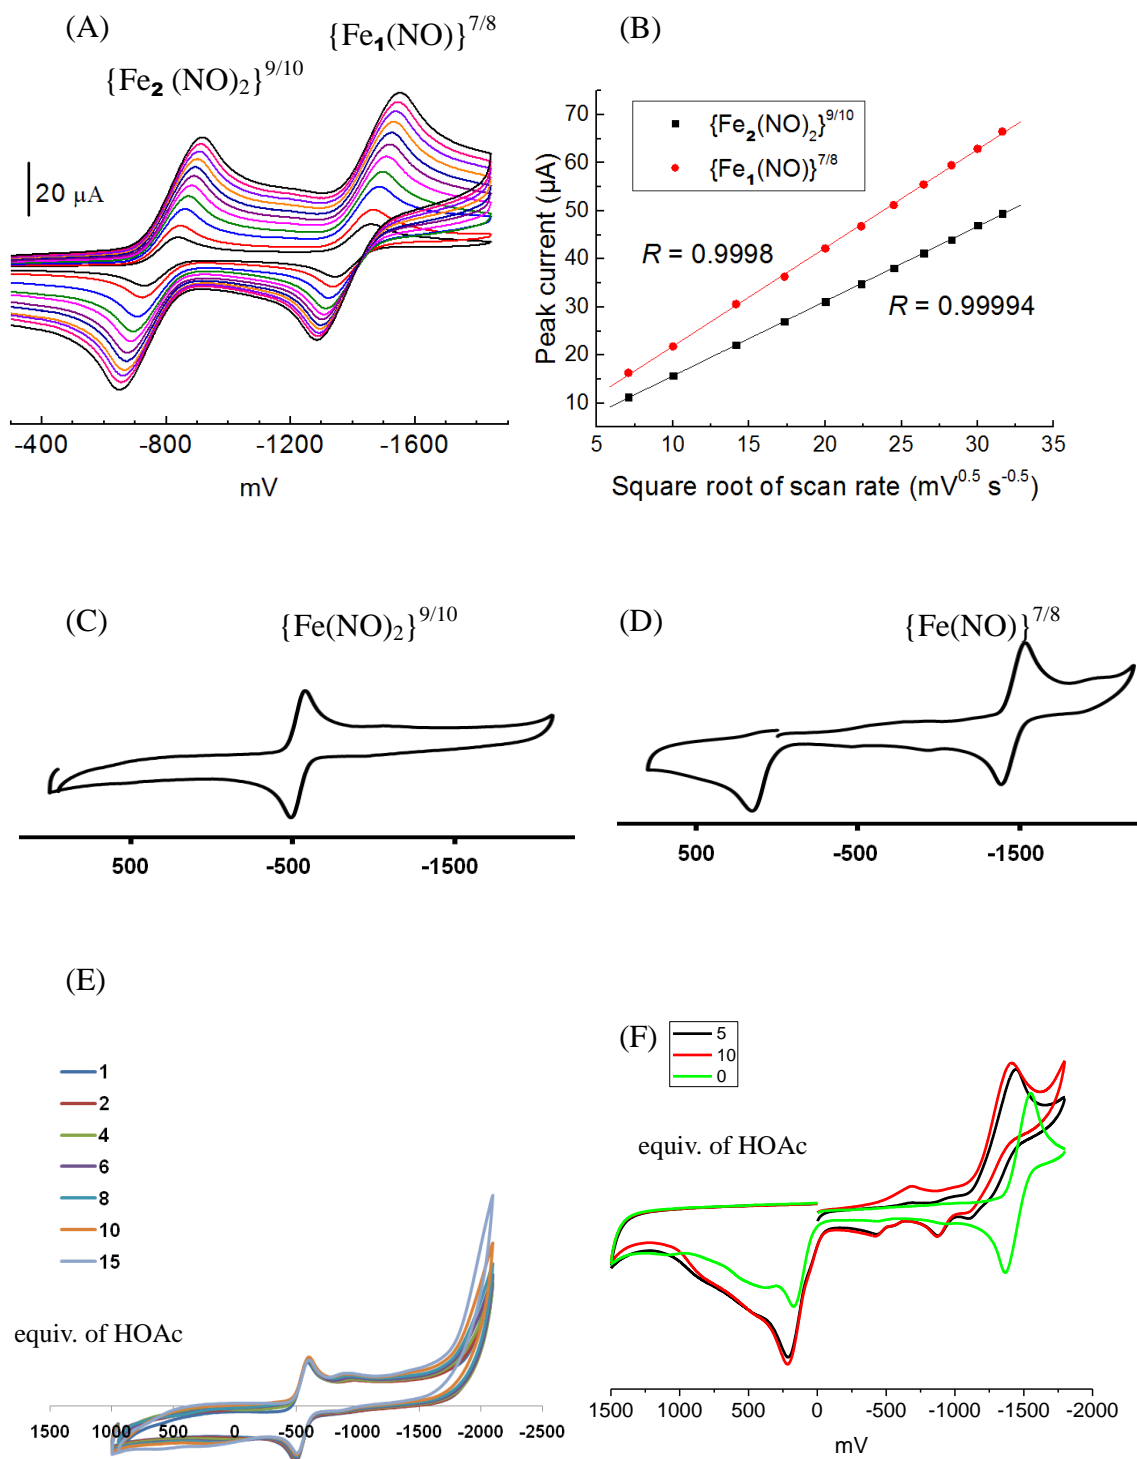 (A)
{Fe1(NO)}7/8
{Fe2 (NO)2}9/10
20 µA
-400 -800 -1200 -1600
mV
(B)
{Fe2(NO)2}9/10
{Fe1(NO)}7/8
Peak current (µA)
70
60
50
40
30
20
10
R = 0.9998
R = 0.99994
5 10 15 20 25 30 35
Square root of scan rate (mV0.5 s-0.5)
(C)
{Fe(NO)2}9/10
500 -500 -1500
(D)
{Fe(NO)}7/8
500 -500 -1500
(E)
1
2
4
6
8
10
15
equiv. of HOAc
1500 1000 500 0 -500 -1000 -1500 -2000 -2500
(F)
5
10
0
equiv. of HOAc
1500 1000 500 0 -500 -1000 -1500 -2000
mV